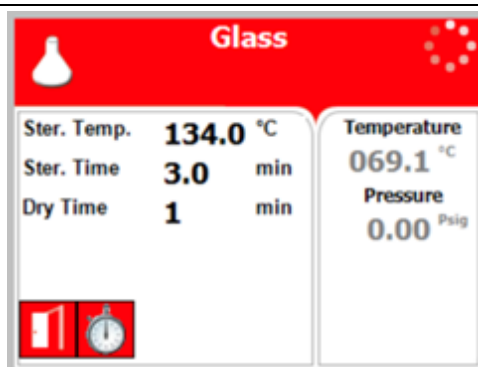 Glass
Ster. Temp. 134.0 °C
Ster. Time 3.0 min
Dry Time 1 min
Temperature
069.1 °C
Pressure
0.00 Psig